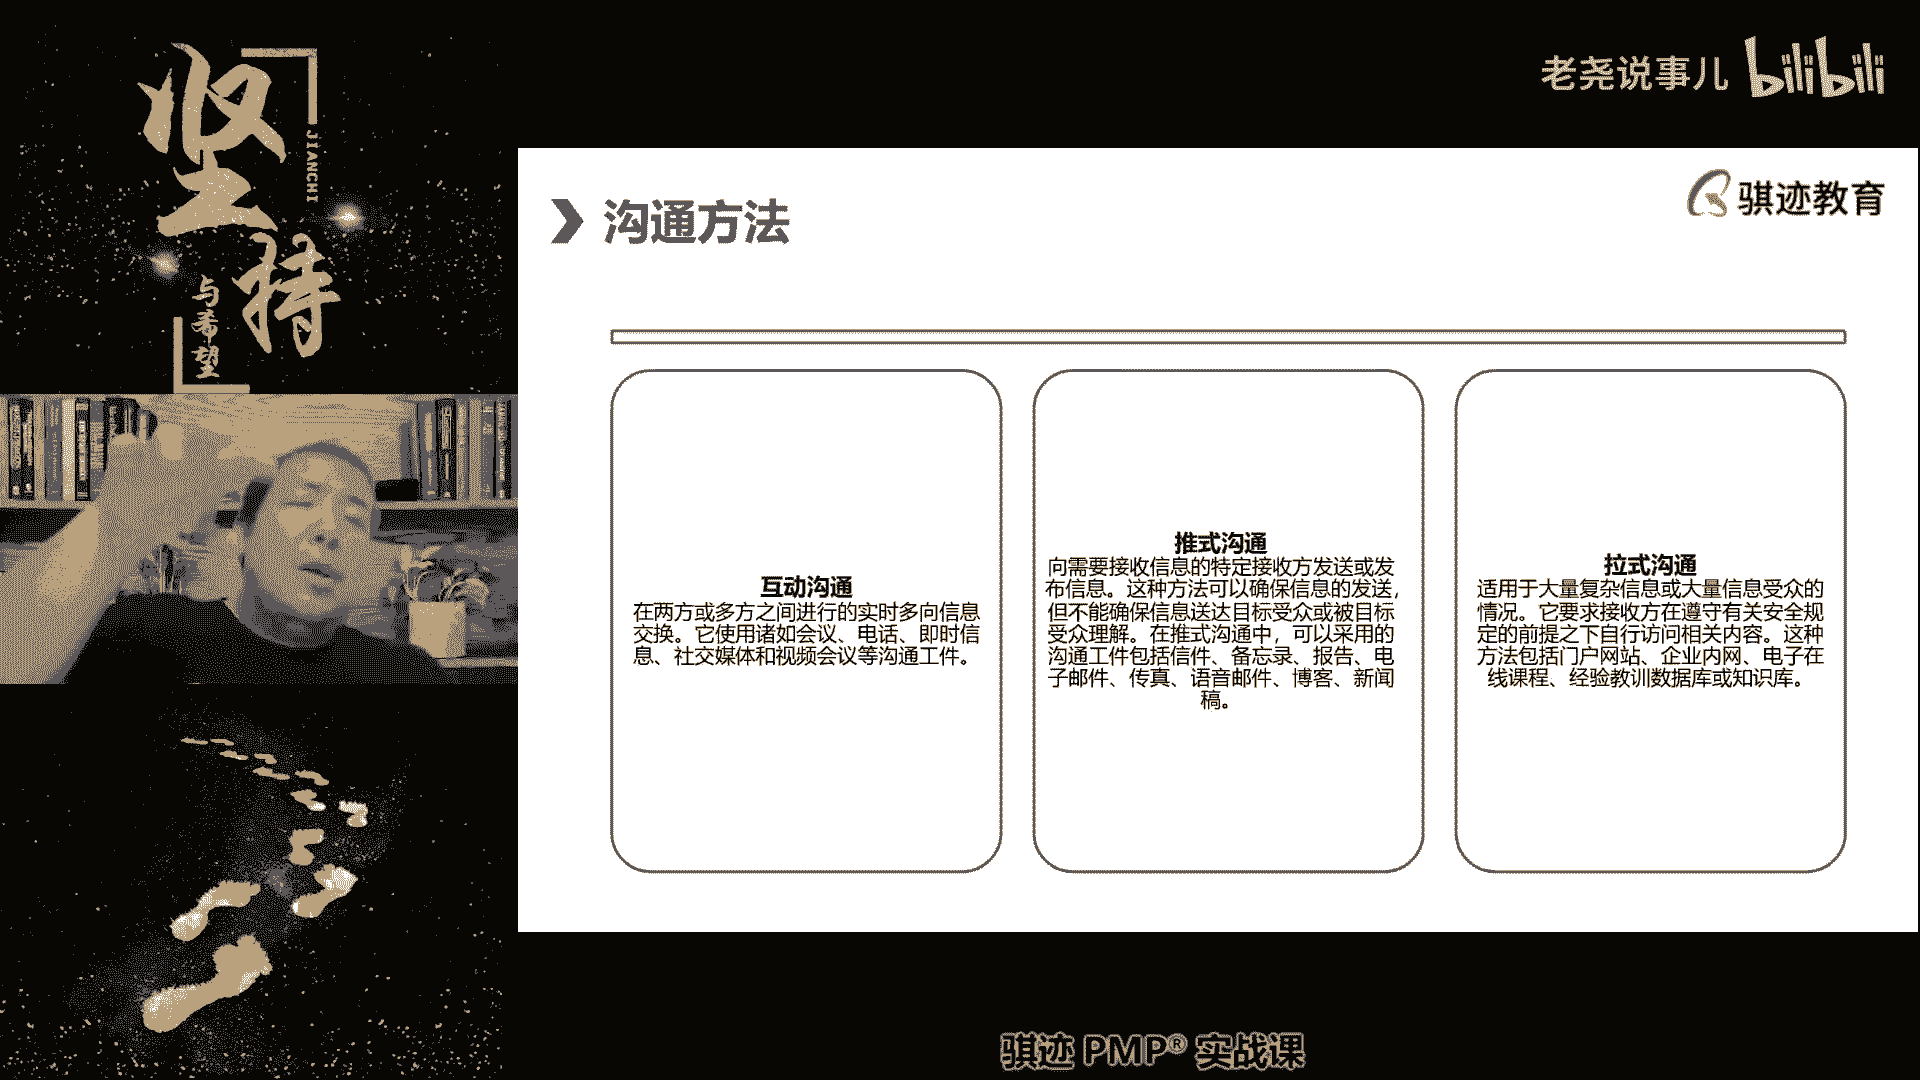 坚持
JIANCHI
与希望
老尧说事儿 bilibili
骐迹教育
沟通方法
互动沟通
在两方或多方之间进行的实时多向信息
交换。它使用诸如会议、电话、即时信
息、社交媒体和视频会议等沟通工件。
推式沟通
向需要接收信息的特定接收方发送或发
布信息。这种方法可以确保信息的发送，
但不能确保信息送达目标受众或被目标
受众理解。在推式沟通中，可以采用的
沟通工件包括信件、备忘录、报告、电
子邮件、传真、语音邮件、博客、新闻
稿。
拉式沟通
适用于大量复杂信息或大量信息受众的
情况。它要求接收方在遵守有关安全规
定的前提之下自行访问相关内容。这种
方法包括门户网站、企业内网、电子在
线课程、经验教训数据库或知识库。
骐迹 PMP® 实战课